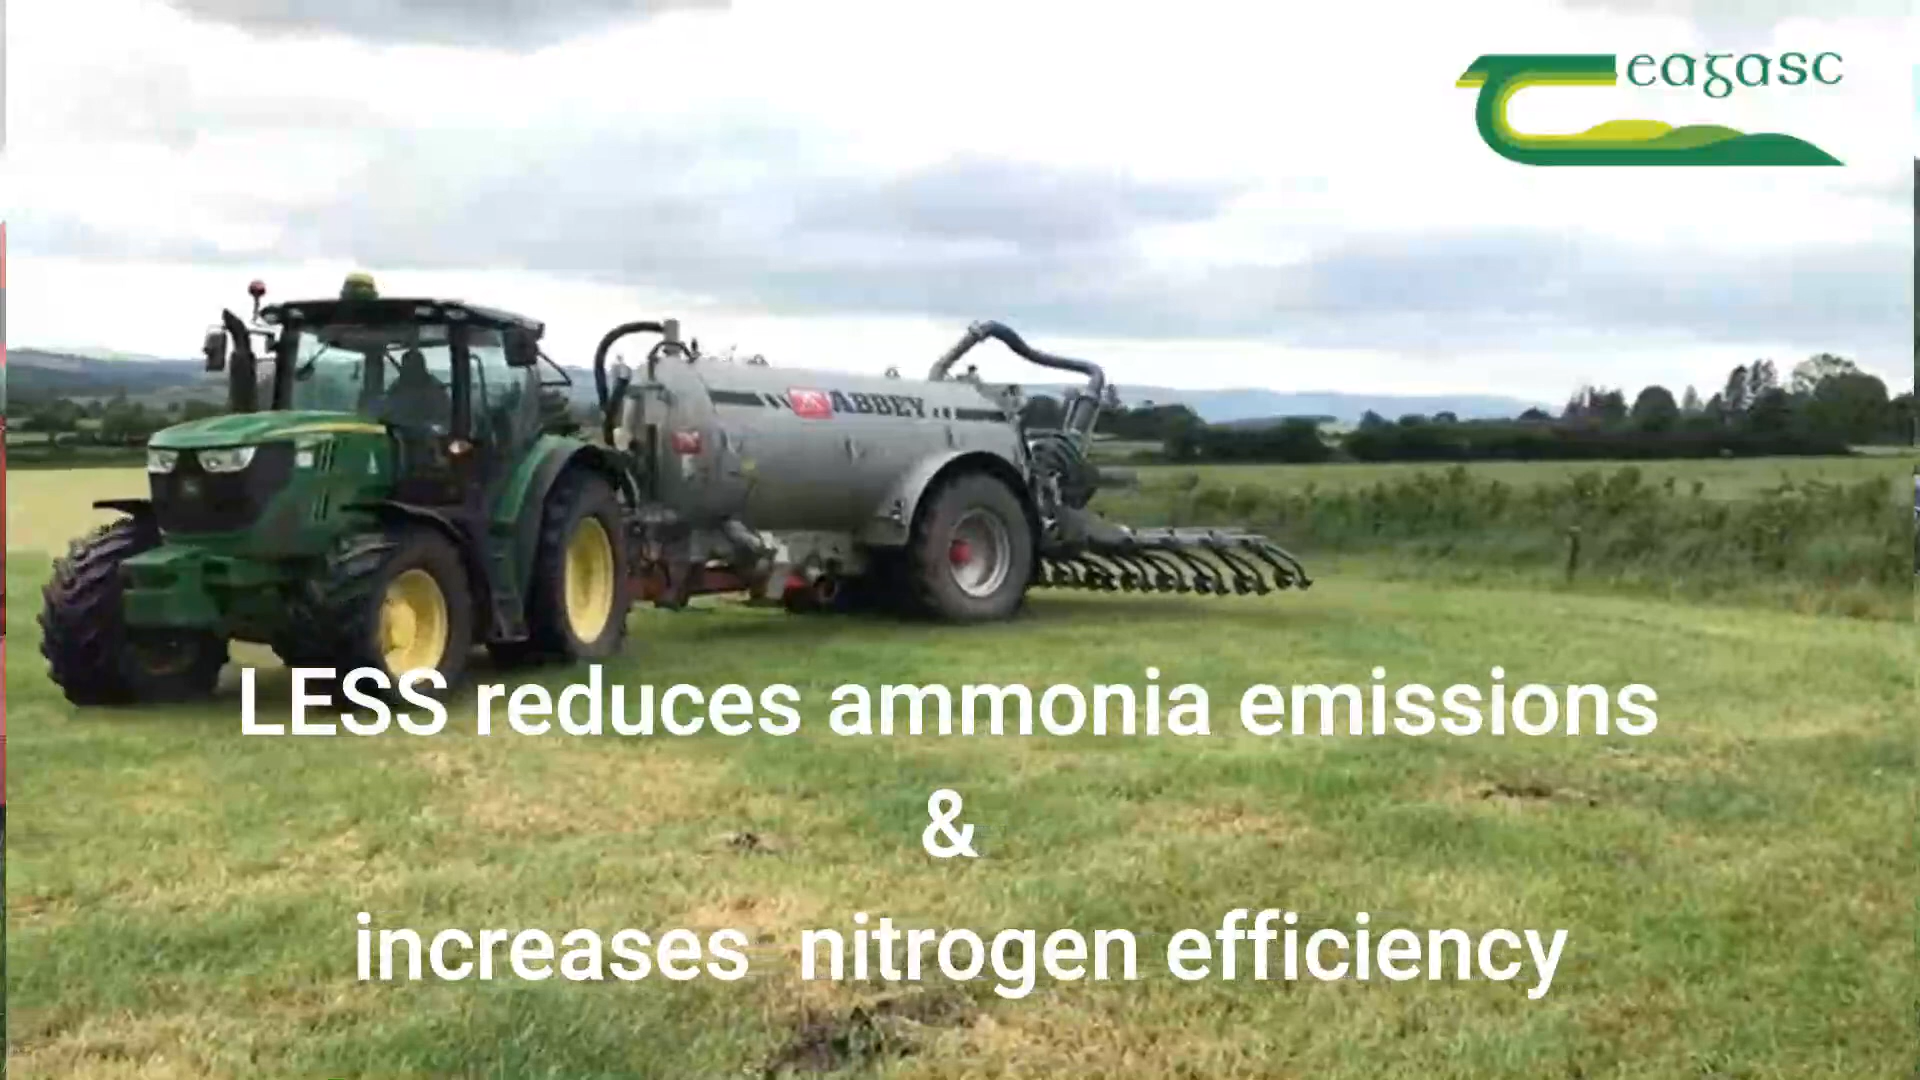 teagasc
ABBEY
LESS reduces ammonia emissions
&
increases nitrogen efficiency